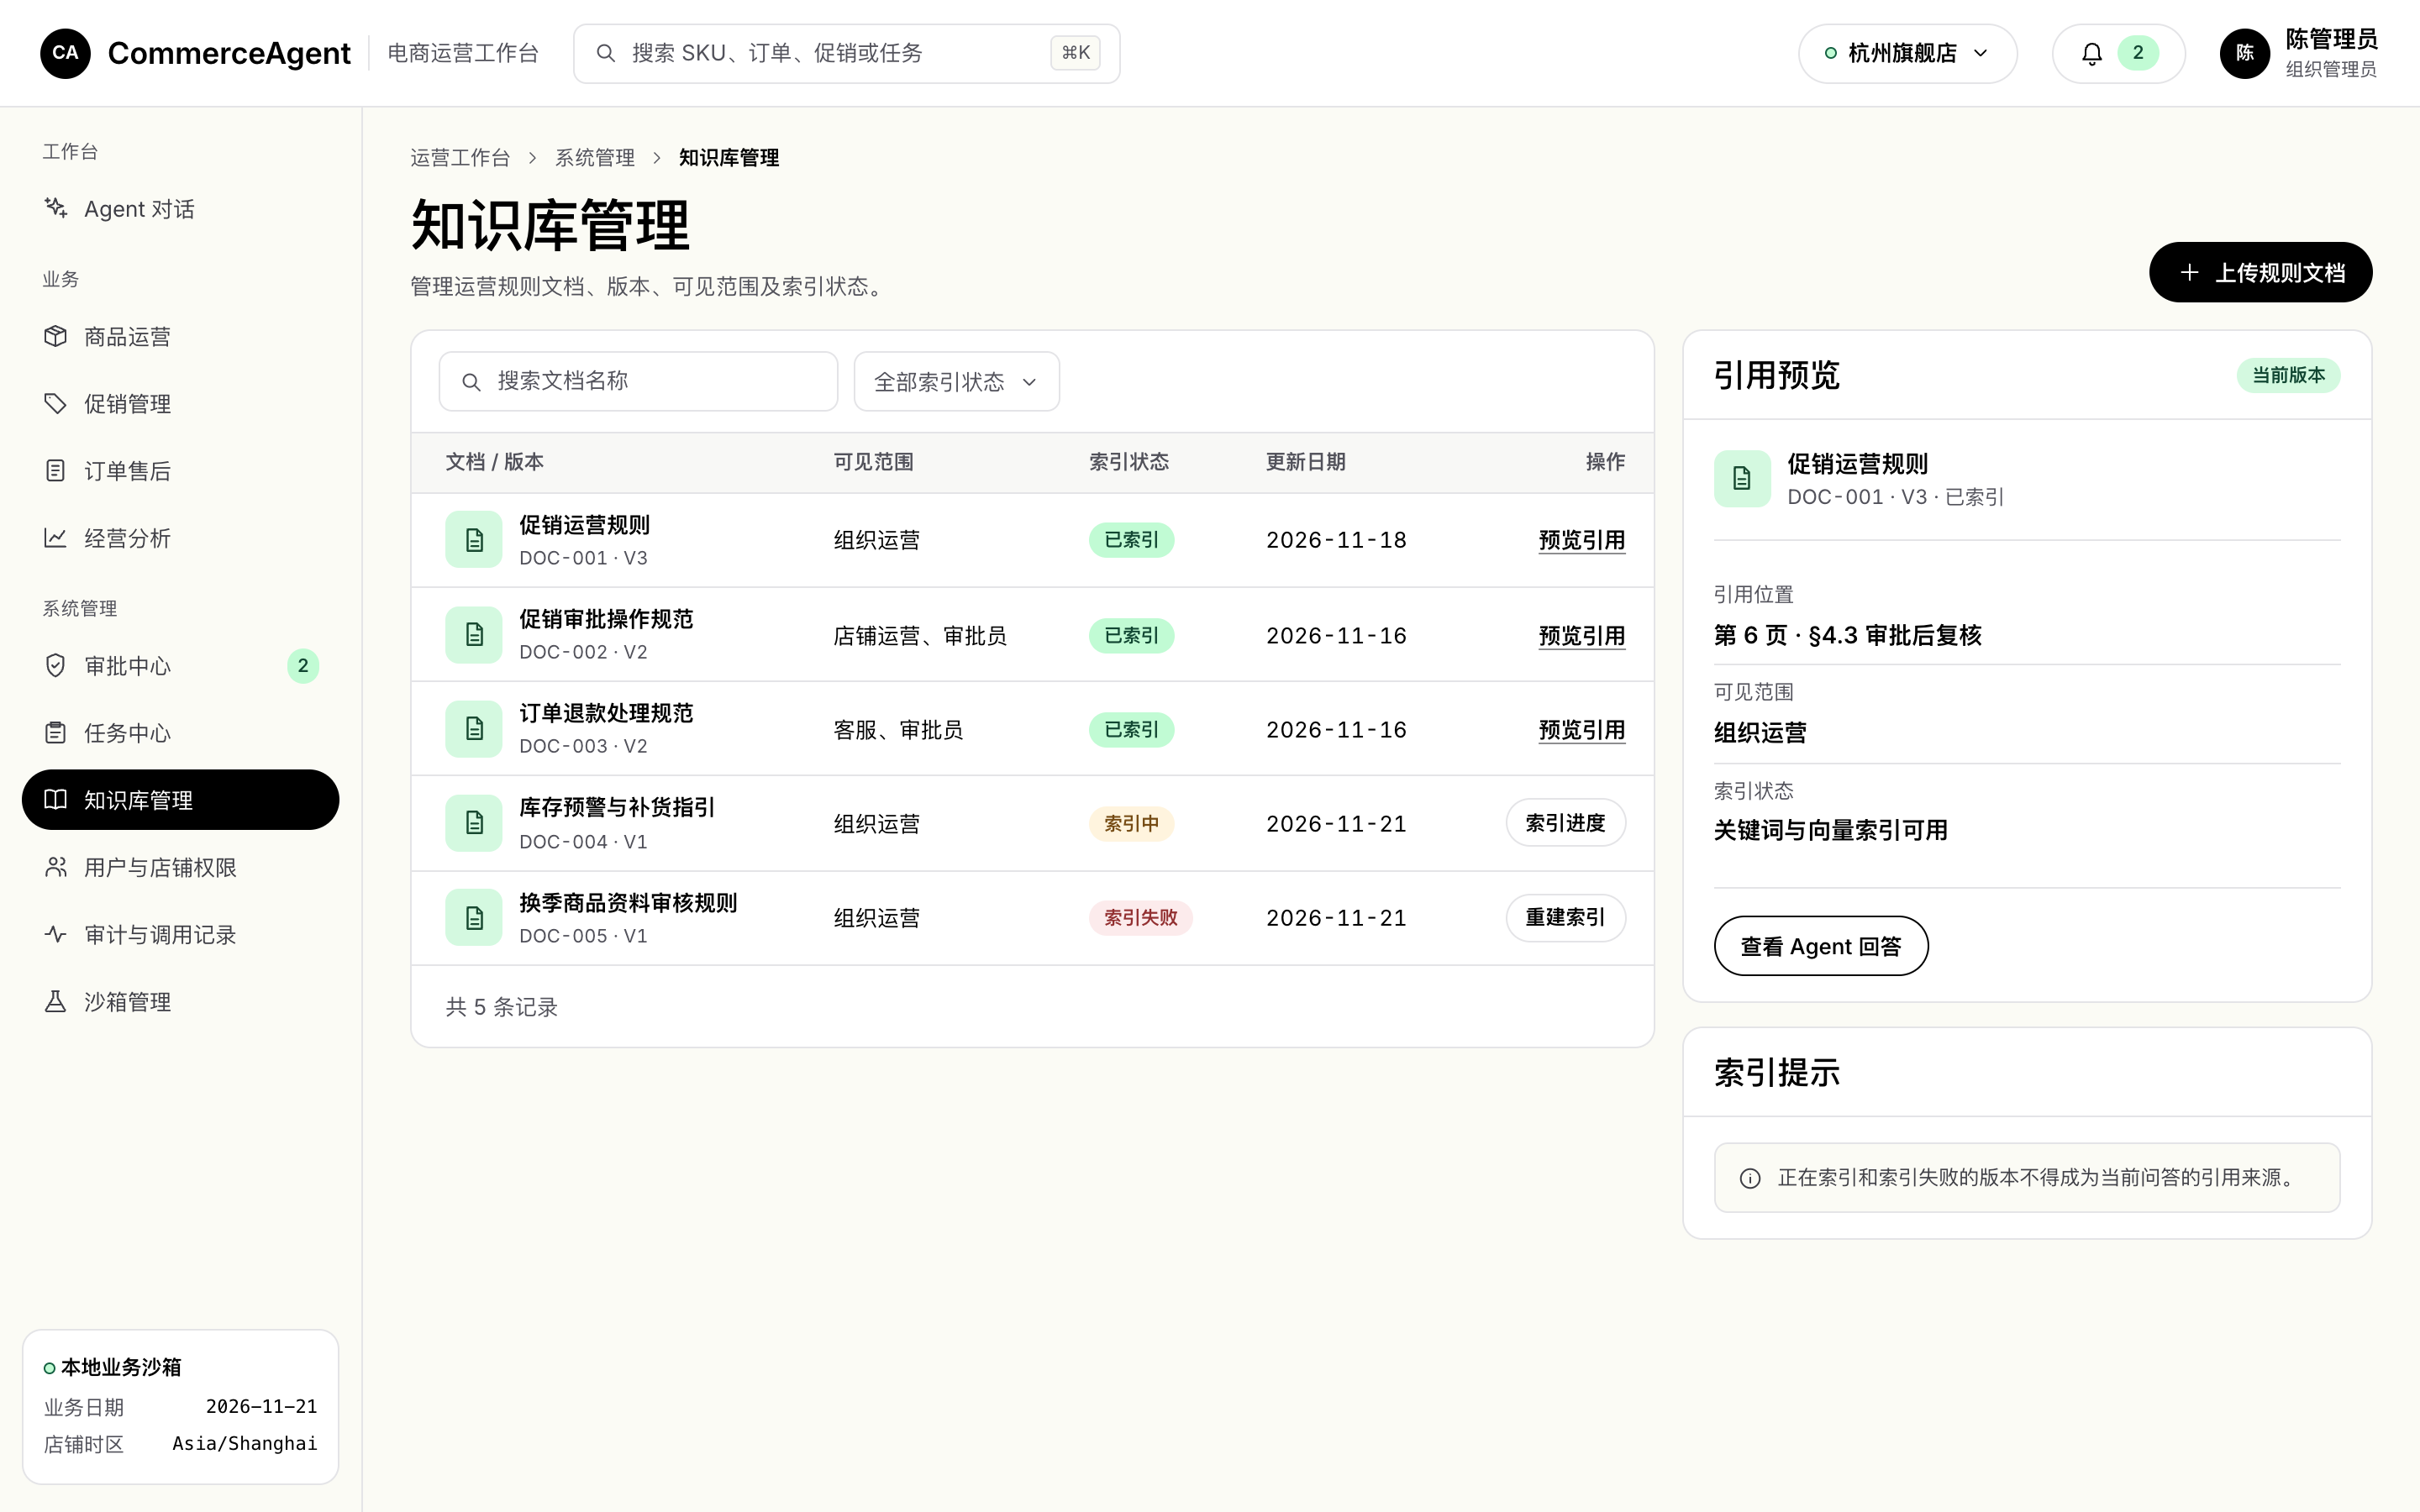 CA CommerceAgent 电商运营工作台 搜索 SKU、订单、促销或任务 ⌘K 杭州旗舰店 2 陈 陈管理员
组织管理员
工作台
Agent 对话
业务
商品运营
促销管理
订单售后
经营分析
系统管理
审批中心 2
任务中心
知识库管理
用户与店铺权限
审计与调用记录
沙箱管理
本地业务沙箱
业务日期 2026-11-21
店铺时区 Asia/Shanghai
运营工作台 > 系统管理 > 知识库管理
知识库管理
管理运营规则文档、版本、可见范围及索引状态。
上传规则文档
搜索文档名称 全部索引状态
文档 / 版本 可见范围 索引状态 更新日期 操作
促销运营规则
DOC-001 · V3 组织运营 已索引 2026-11-18 预览引用
促销审批操作规范
DOC-002 · V2 店铺运营、审批员 已索引 2026-11-16 预览引用
订单退款处理规范
DOC-003 · V2 客服、审批员 已索引 2026-11-16 预览引用
库存预警与补货指引
DOC-004 · V1 组织运营 索引中 2026-11-21 索引进度
换季商品资料审核规则
DOC-005 · V1 组织运营 索引失败 2026-11-21 重建索引
共 5 条记录
引用预览 当前版本
促销运营规则
DOC-001 · V3 · 已索引
引用位置
第 6 页 · §4.3 审批后复核
可见范围
组织运营
索引状态
关键词与向量索引可用
查看 Agent 回答
索引提示
正在索引和索引失败的版本不得成为当前问答的引用来源。